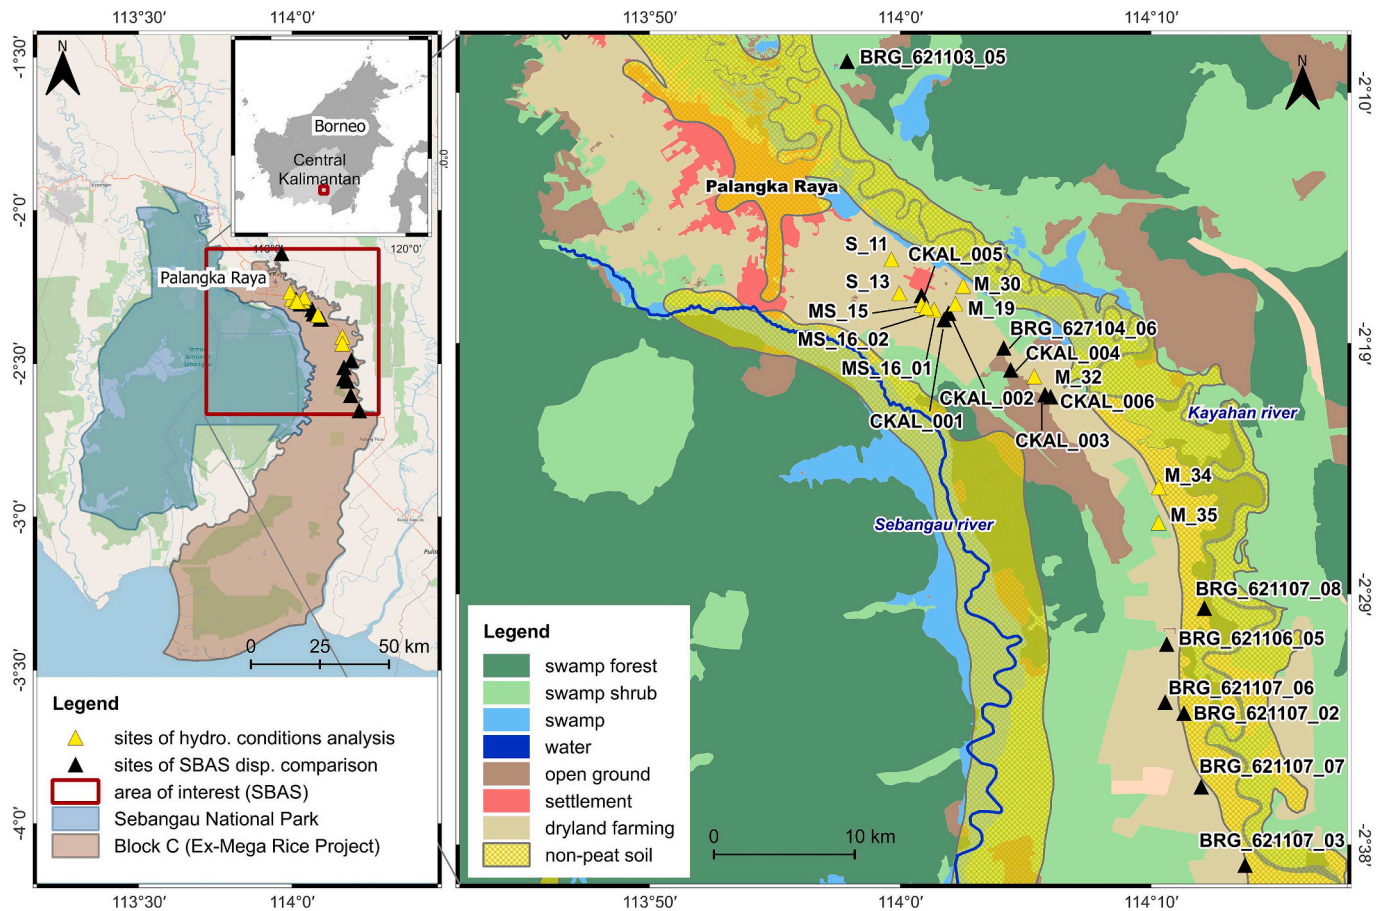 113°30′
114°0′
113°50′
114°0′
114°10′
-1°30′
-2°0′
-2°30′
-3°0′
-3°30′
-4°0′
N
Borneo
Central
Kalimantan
0°0′
120°0′
Palangka Raya
0
25
50 km
Legend
sites of hydro. conditions analysis
sites of SBAS disp. comparison
area of interest (SBAS)
Sebangau National Park
Block C (Ex-Mega Rice Project)
113°30′
114°0′
N
BRG_621103_05
Palangka Raya
S_11
CKAL_005
S_13
M_30
MS_15
M_19
MS_16_02
BRG_627104_06
CKAL_004
MS_16_01
M_32
CKAL_002
CKAL_006
CKAL_001
Kayahan river
CKAL_003
M_34
M_35
Sebangau river
BRG_621107_08
BRG_621106_05
BRG_621107_06
BRG_621107_02
BRG_621107_07
BRG_621107_03
Legend
swamp forest
swamp shrub
swamp
water
open ground
settlement
dryland farming
non-peat soil
0
10 km
-2°10′
-2°19′
-2°29′
-2°38′
113°50′
114°0′
114°10′